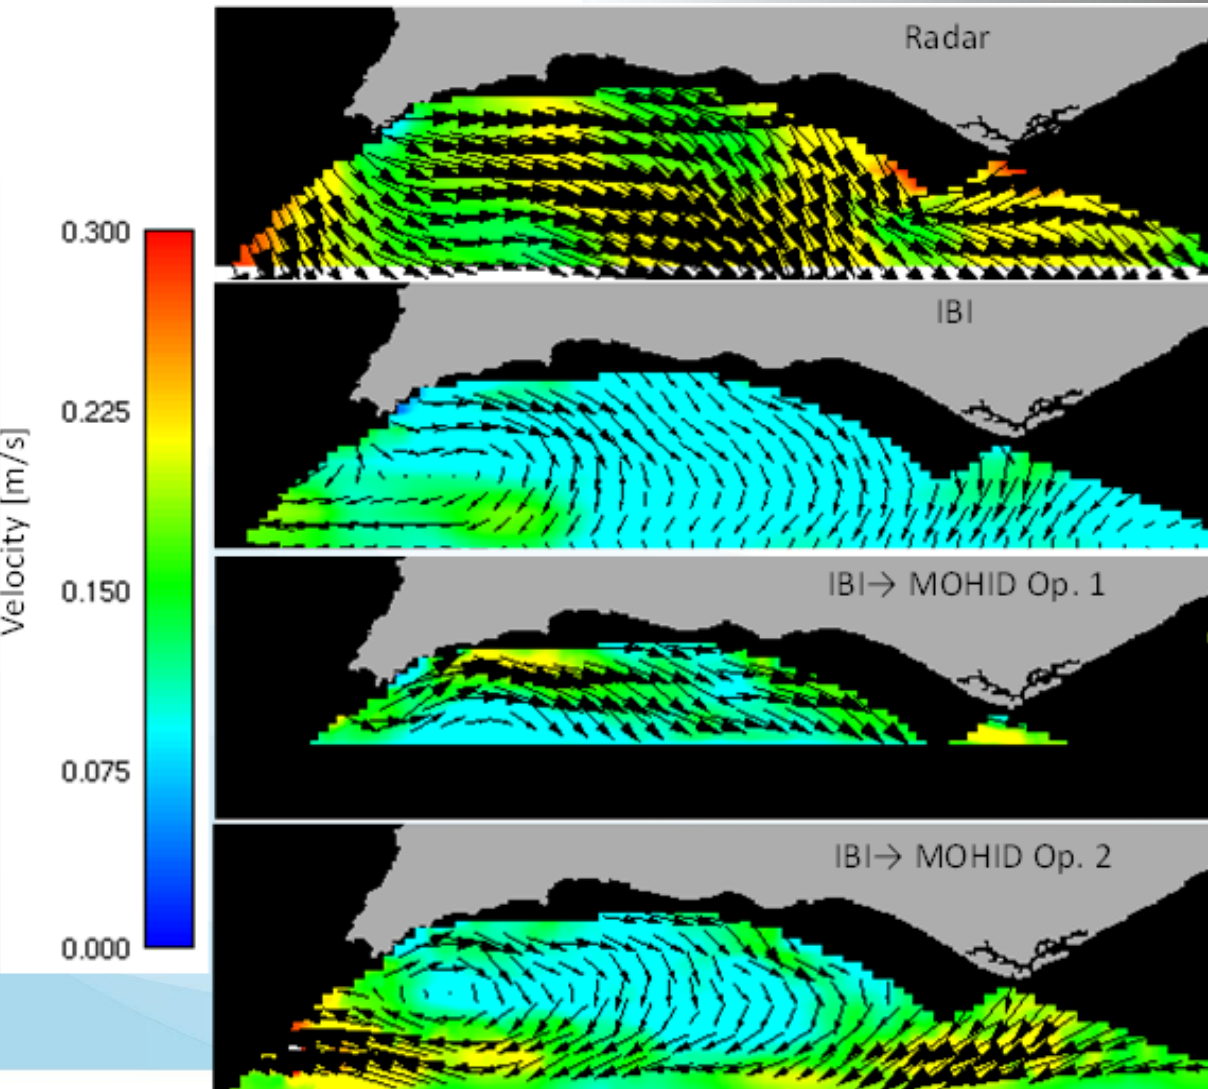 Radar
0.300
IBI
0.225
Velocity [m/s]
0.150
IBI→ MOHID Op. 1
0.075
IBI→ MOHID Op. 2
0.000